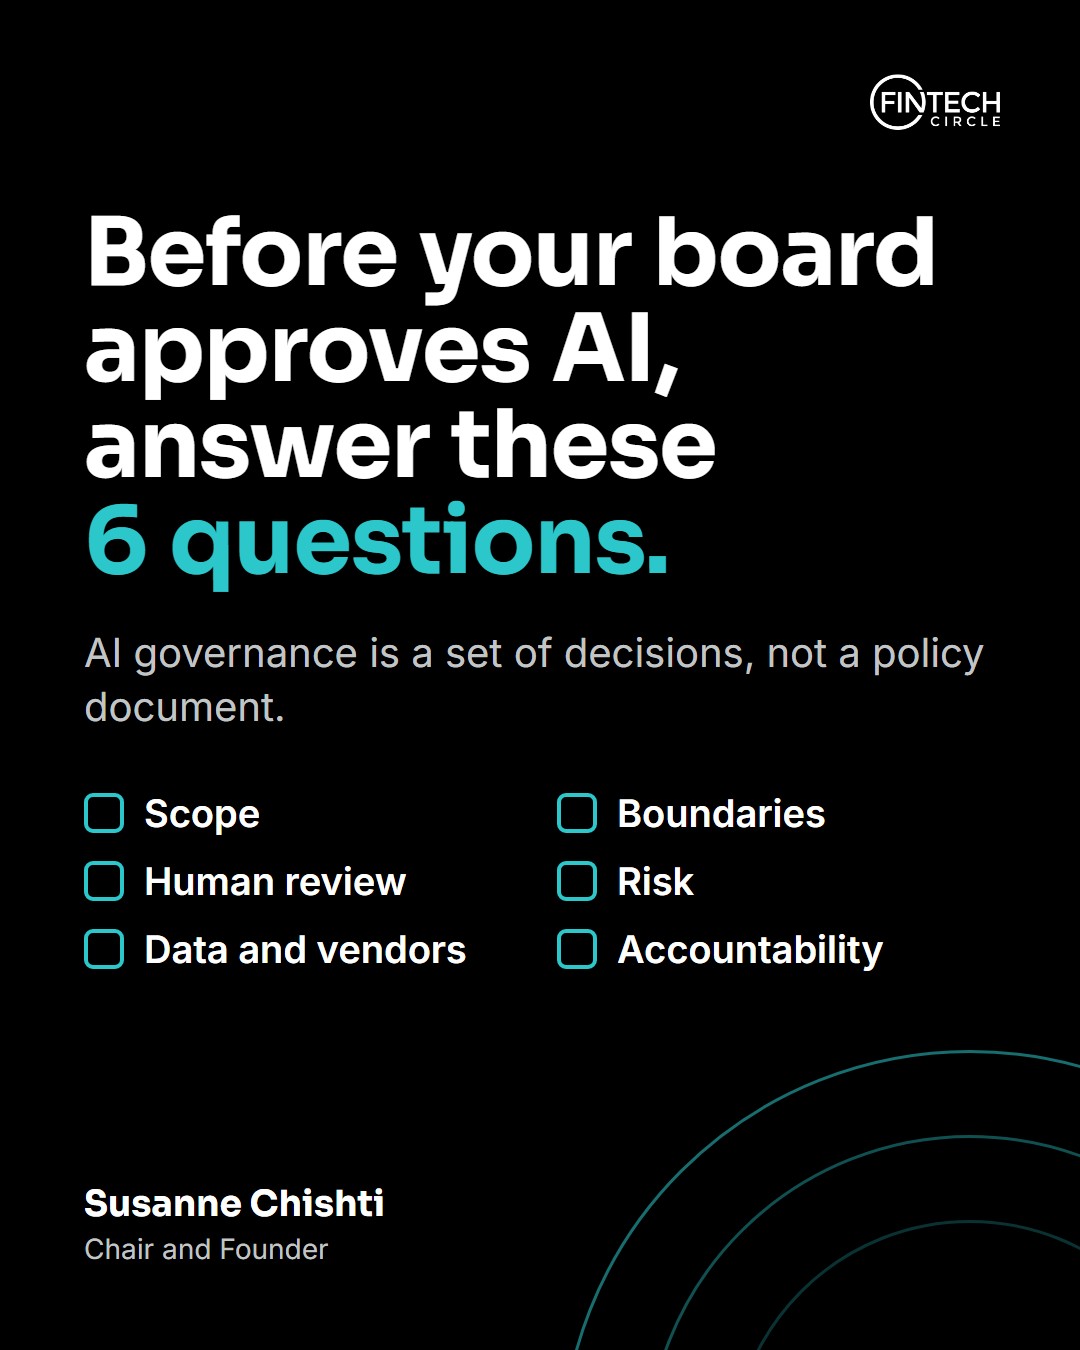 FINTECH
CIRCLE
Before your board
approves AI,
answer these
6 questions.
AI governance is a set of decisions, not a policy
document.
Scope
Boundaries
Human review
Risk
Data and vendors
Accountability
Susanne Chishti
Chair and Founder